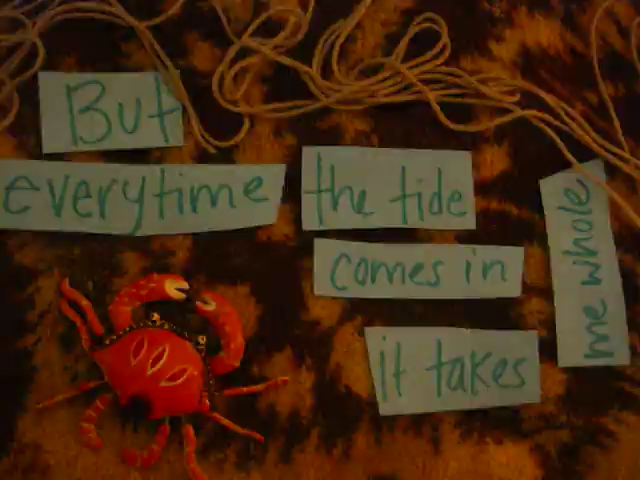 But
everytime the tide
comes in
it takes
me whole